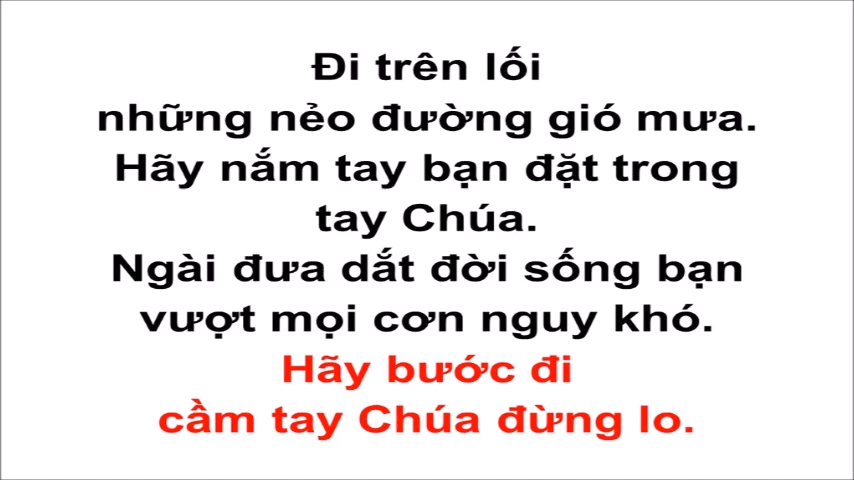 Đi trên lối
những nẻo đường gió mưa.
Hãy nắm tay bạn đặt trong
tay Chúa.
Ngài đưa dắt đời sống bạn
vượt mọi cơn nguy khó.
Hãy bước đi
cầm tay Chúa đừng lo.